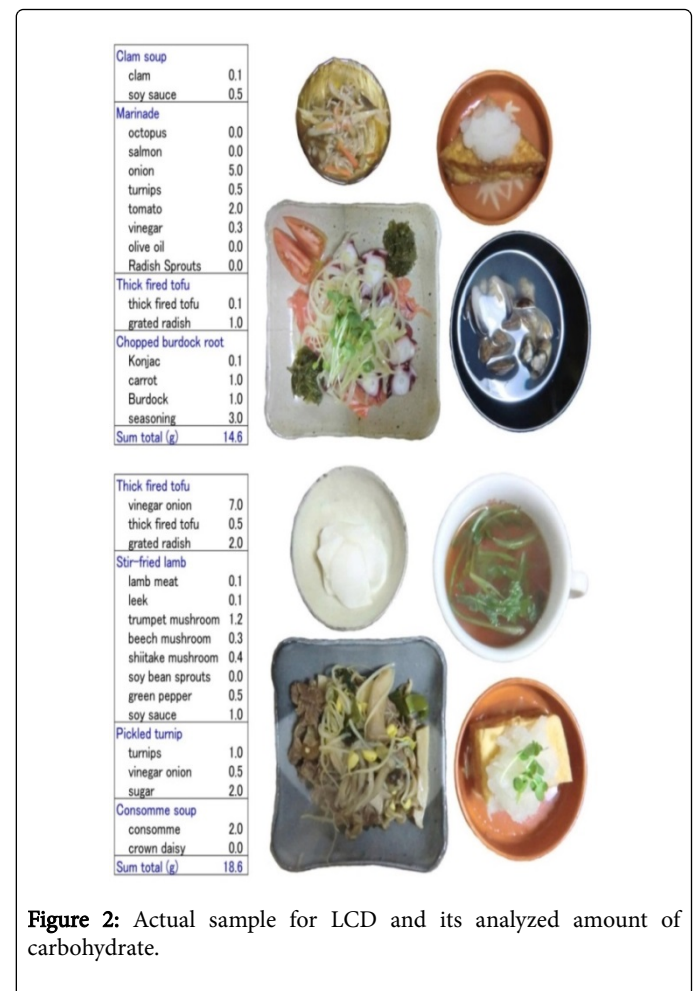 Clam soup
clam 0.1
soy sauce 0.5
Marinade
octopus 0.0
salmon 0.0
onion 5.0
turnips 0.5
tomato 2.0
vinegar 0.3
olive oil 0.0
Radish Sprouts 0.0
Thick fired tofu
thick fired tofu 0.1
grated radish 1.0
Chopped burdock root
Konjac 0.1
carrot 1.0
Burdock 1.0
seasoning 3.0
Sum total (g) 14.6
Thick fired tofu
vinegar onion 7.0
thick fired tofu 0.5
grated radish 2.0
Stir-fried lamb
lamb meat 0.1
leek 0.1
trumpet mushroom 1.2
beech mushroom 0.3
shiitake mushroom 0.4
soy bean sprouts 0.0
green pepper 0.5
soy sauce 1.0
Pickled turnip
turnips 1.0
vinegar onion 0.5
sugar 2.0
Consomme soup
consomme 2.0
crown daisy 0.0
Sum total (g) 18.6
Figure 2: Actual sample for LCD and its analyzed amount of
carbohydrate.